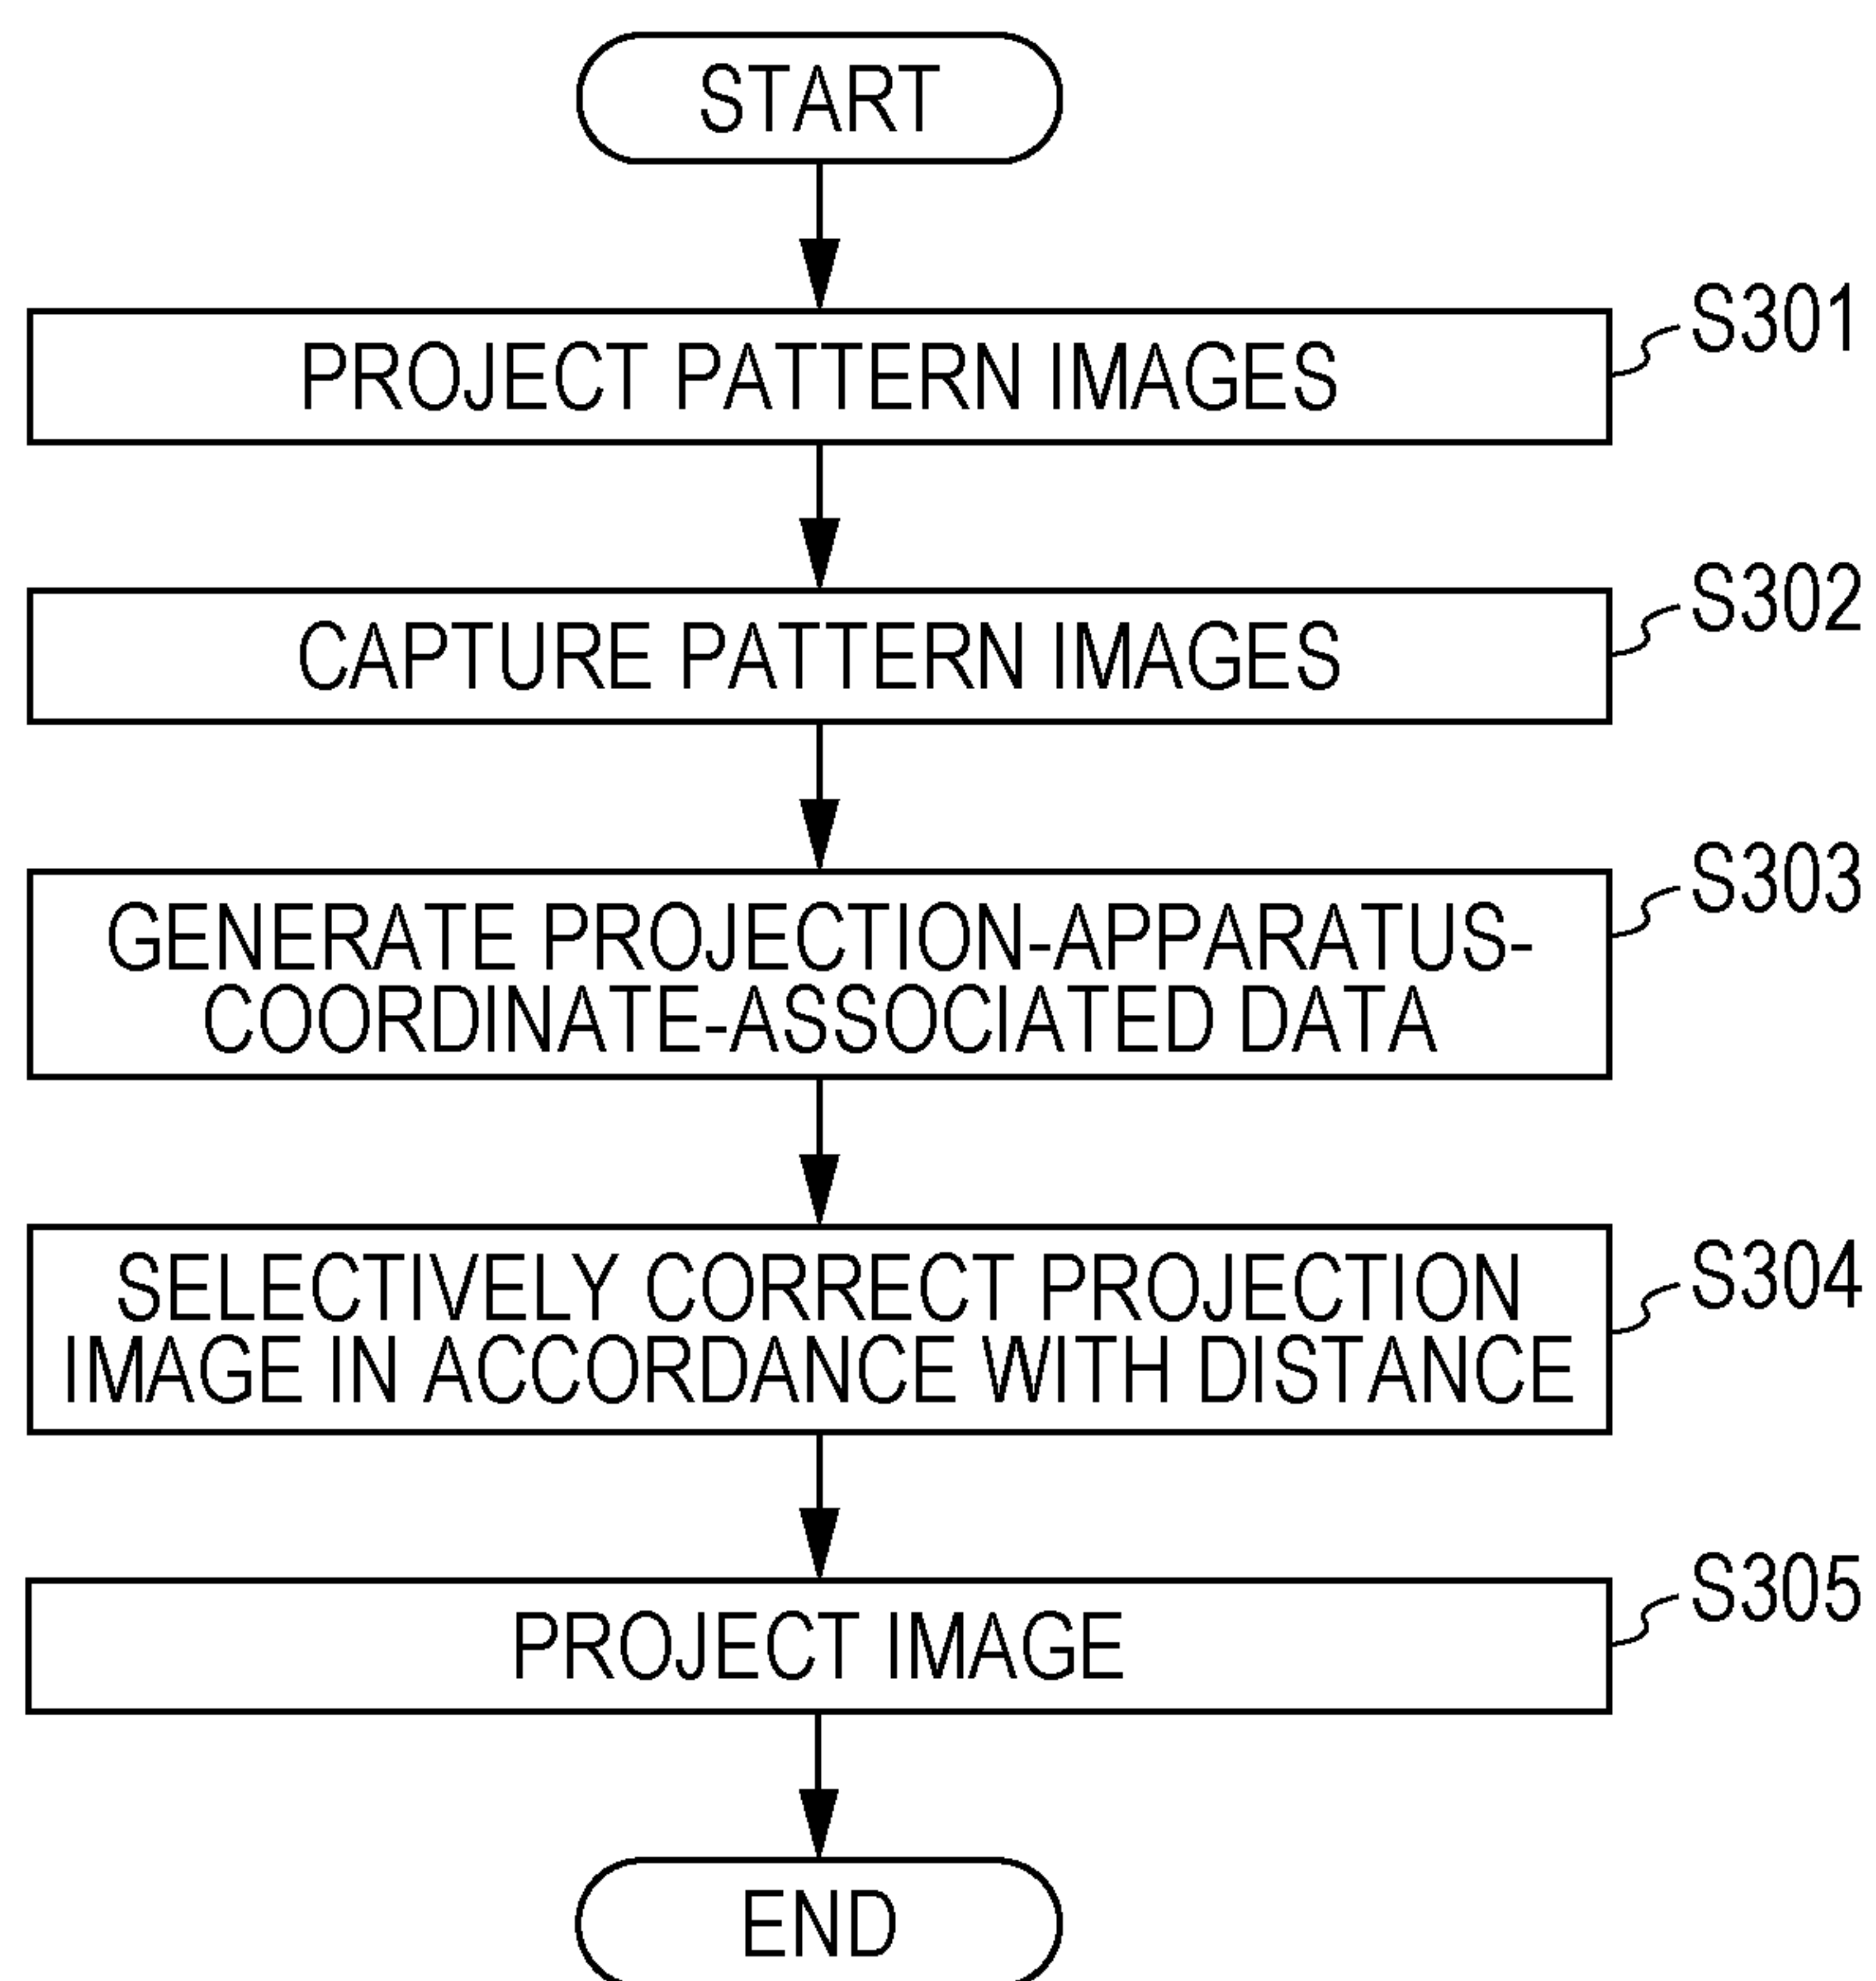 START
PROJECT PATTERN IMAGES
S301
CAPTURE PATTERN IMAGES
S302
GENERATE PROJECTION-APPARATUS-
COORDINATE-ASSOCIATED DATA
S303
SELECTIVELY CORRECT PROJECTION
IMAGE IN ACCORDANCE WITH DISTANCE
S304
PROJECT IMAGE
S305
END